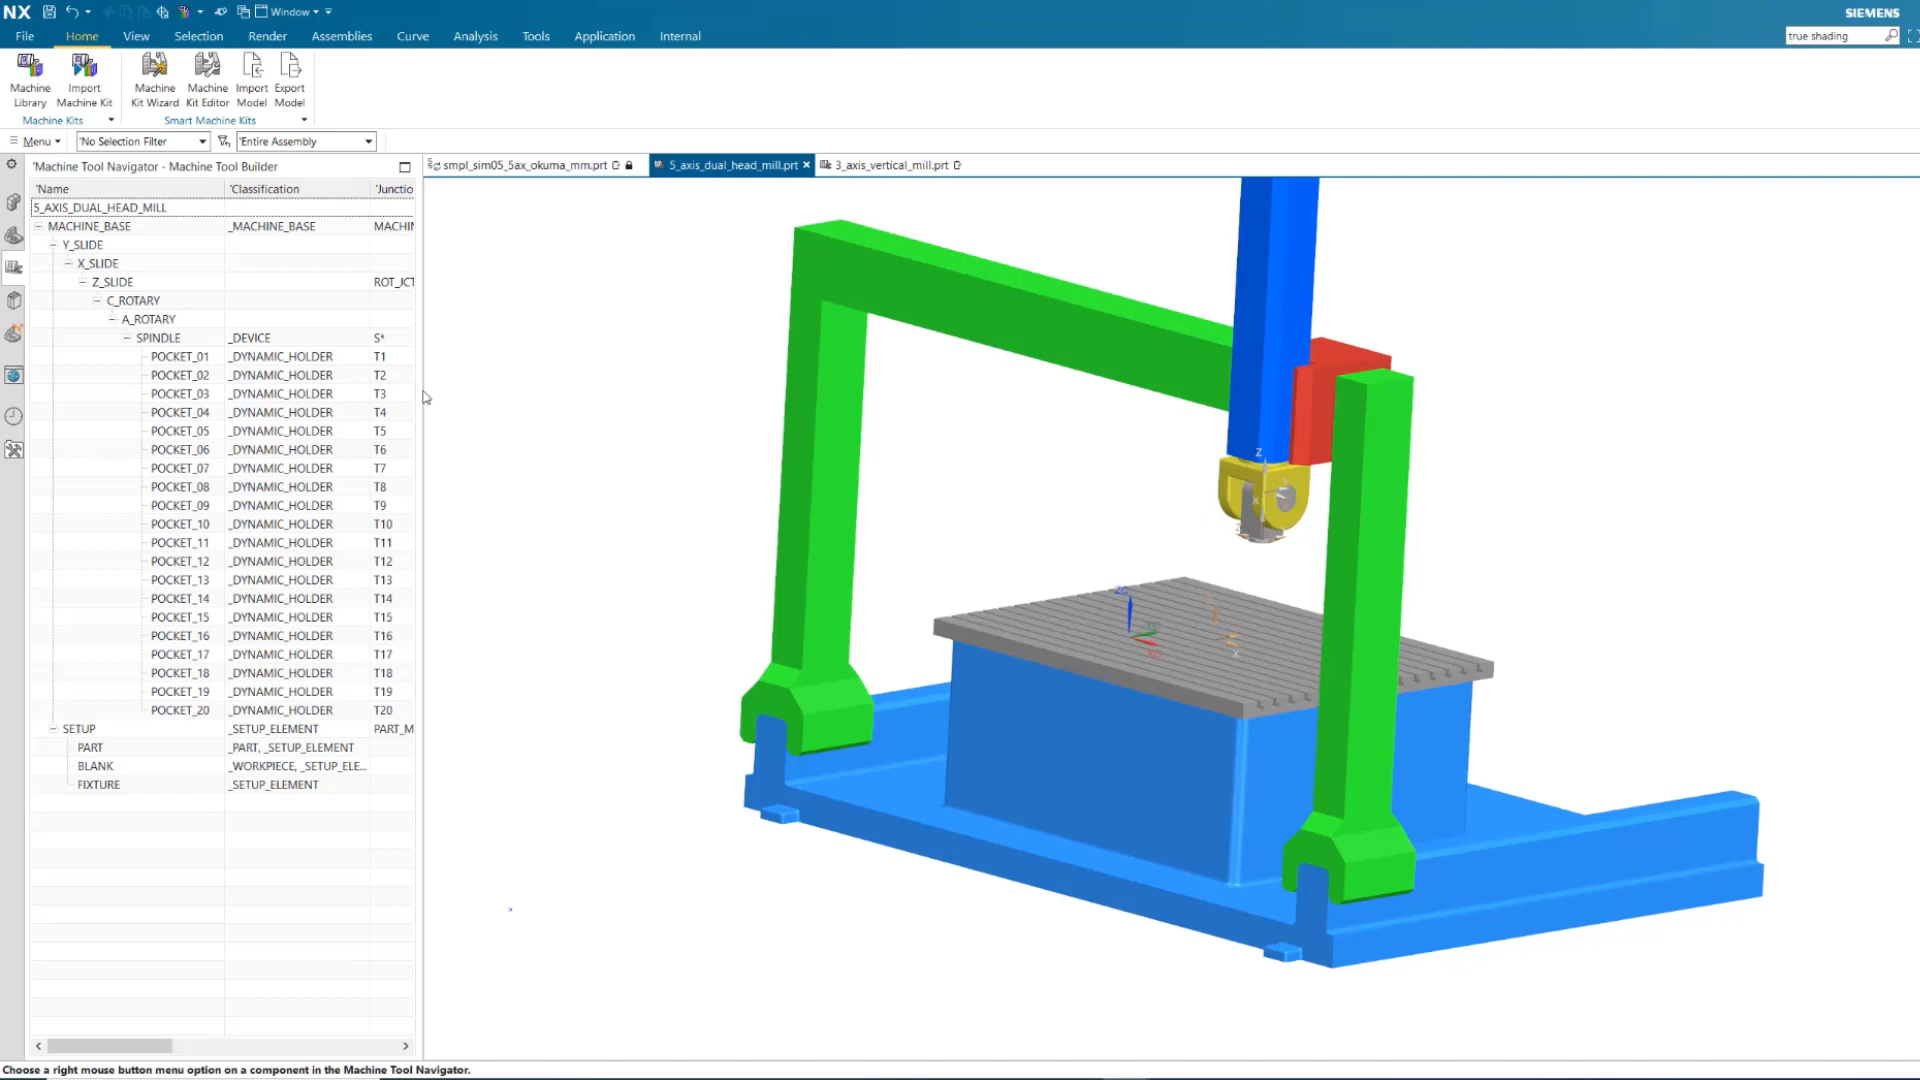 NX
Window
SIEMENS
File Home View Selection Render Assemblies Curve Analysis Tools Application Internal
true shading
Machine Library
Import Machine Kit
Machine Kit Wizard
Machine Kit Editor
Import Model
Export Model
Machine Kits
Smart Machine Kits
Menu
'No Selection Filter
'Entire Assembly
'Machine Tool Navigator - Machine Tool Builder
smpl_sim05_5ax_okuma_mm.prt
5_axis_dual_head_mill.prt
3_axis_vertical_mill.prt
'Name 'Classification 'Junctio
5_AXIS_DUAL_HEAD_MILL
MACHINE_BASE _MACHINE_BASE MACHIN
Y_SLIDE
X_SLIDE
Z_SLIDE ROT_JCT
C_ROTARY
A_ROTARY
SPINDLE _DEVICE S*
POCKET_01 _DYNAMIC_HOLDER T1
POCKET_02 _DYNAMIC_HOLDER T2
POCKET_03 _DYNAMIC_HOLDER T3
POCKET_04 _DYNAMIC_HOLDER T4
POCKET_05 _DYNAMIC_HOLDER T5
POCKET_06 _DYNAMIC_HOLDER T6
POCKET_07 _DYNAMIC_HOLDER T7
POCKET_08 _DYNAMIC_HOLDER T8
POCKET_09 _DYNAMIC_HOLDER T9
POCKET_10 _DYNAMIC_HOLDER T10
POCKET_11 _DYNAMIC_HOLDER T11
POCKET_12 _DYNAMIC_HOLDER T12
POCKET_13 _DYNAMIC_HOLDER T13
POCKET_14 _DYNAMIC_HOLDER T14
POCKET_15 _DYNAMIC_HOLDER T15
POCKET_16 _DYNAMIC_HOLDER T16
POCKET_17 _DYNAMIC_HOLDER T17
POCKET_18 _DYNAMIC_HOLDER T18
POCKET_19 _DYNAMIC_HOLDER T19
POCKET_20 _DYNAMIC_HOLDER T20
SETUP _SETUP_ELEMENT PART_M
PART _PART, _SETUP_ELEMENT
BLANK _WORKPIECE, _SETUP_ELE...
FIXTURE _SETUP_ELEMENT
Z
X
X
Choose a right mouse button menu option on a component in the Machine Tool Navigator.